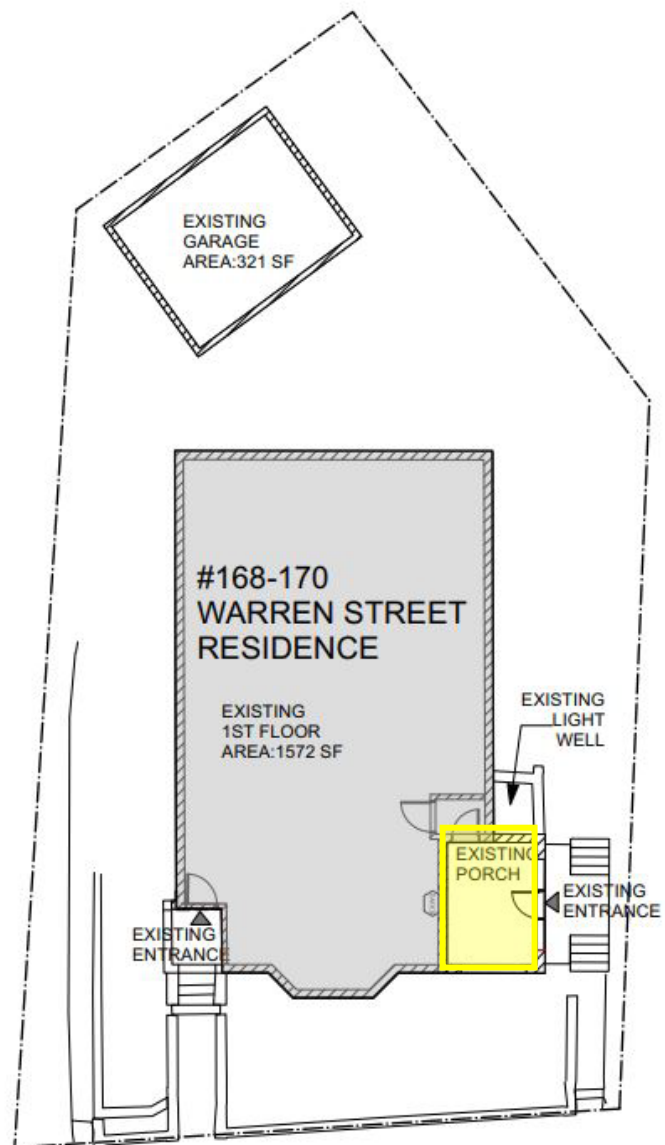 EXISTING
GARAGE
AREA:321 SF
#168-170
WARREN STREET
RESIDENCE
EXISTING
1ST FLOOR
AREA:1572 SF
EXISTING
LIGHT
WELL
EXISTING
PORCH
EXISTING
ENTRANCE
EXISTING
ENTRANCE